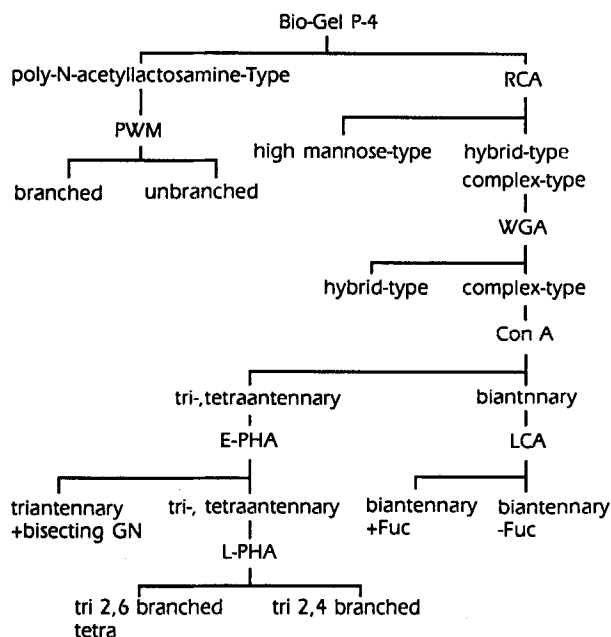 Bio-Gel P-4
poly-N-acetyllactosamine-Type
RCA
PWM
high mannose-type
hybrid-type
complex-type
branched
unbranched
WGA
hybrid-type
complex-type
Con A
tri-,tetraantennary
biantnnary
E-PHA
LCA
triantennary
+bisecting GN
tri-, tetraantennary
biantennary
+Fuc
biantennary
-Fuc
L-PHA
tri 2,6 branched
tetra
tri 2,4 branched